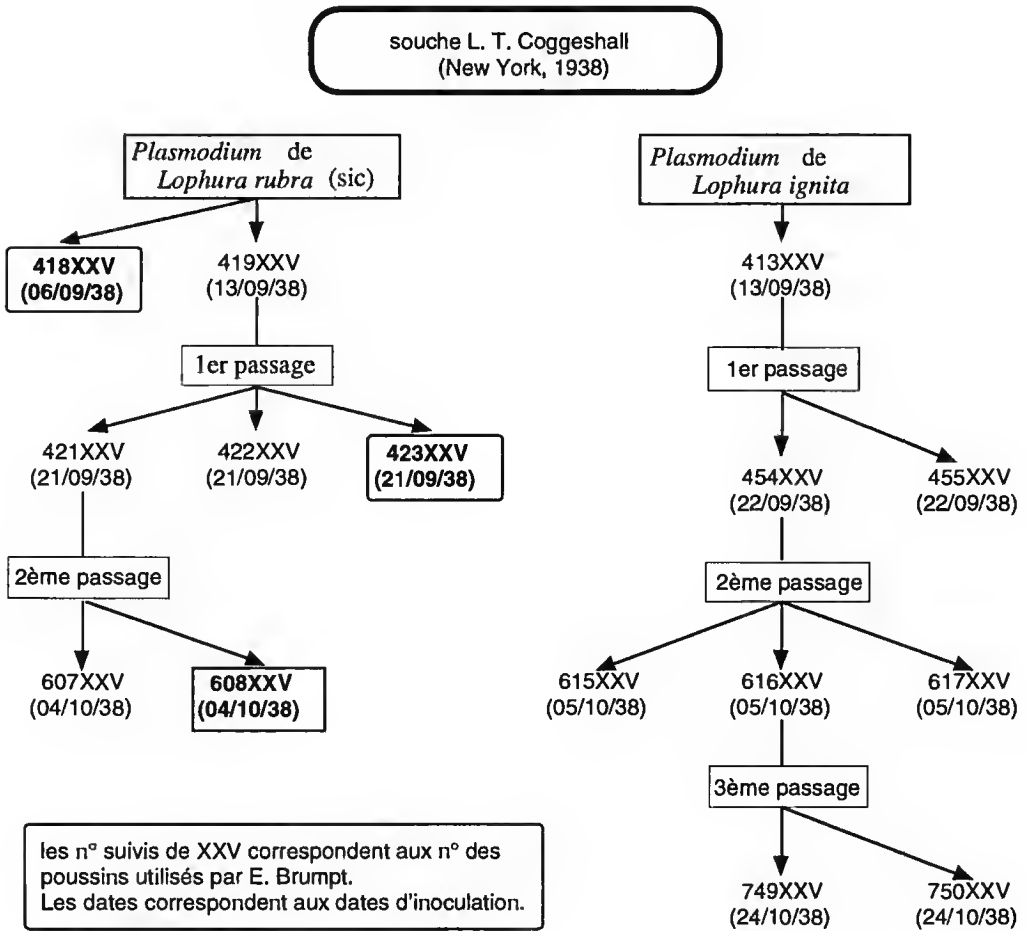 souche L. T. Coggeshall
(New York, 1938)
Plasmodium de
Lophura rubra (sic)
418XXV
(06/09/38)
419XXV
(13/09/38)
1er passage
421XXV
(21/09/38)
422XXV
(21/09/38)
423XXV
(21/09/38)
2ème passage
607XXV
(04/10/38)
608XXV
(04/10/38)
Plasmodium de
Lophura ignita
413XXV
(13/09/38)
1er passage
454XXV
(22/09/38)
455XXV
(22/09/38)
2ème passage
615XXV
(05/10/38)
616XXV
(05/10/38)
617XXV
(05/10/38)
3ème passage
749XXV
(24/10/38)
750XXV
(24/10/38)
les n° suivis de XXV correspondent aux n° des
poussins utilisés par E. Brumpt.
Les dates correspondent aux dates d'inoculation.